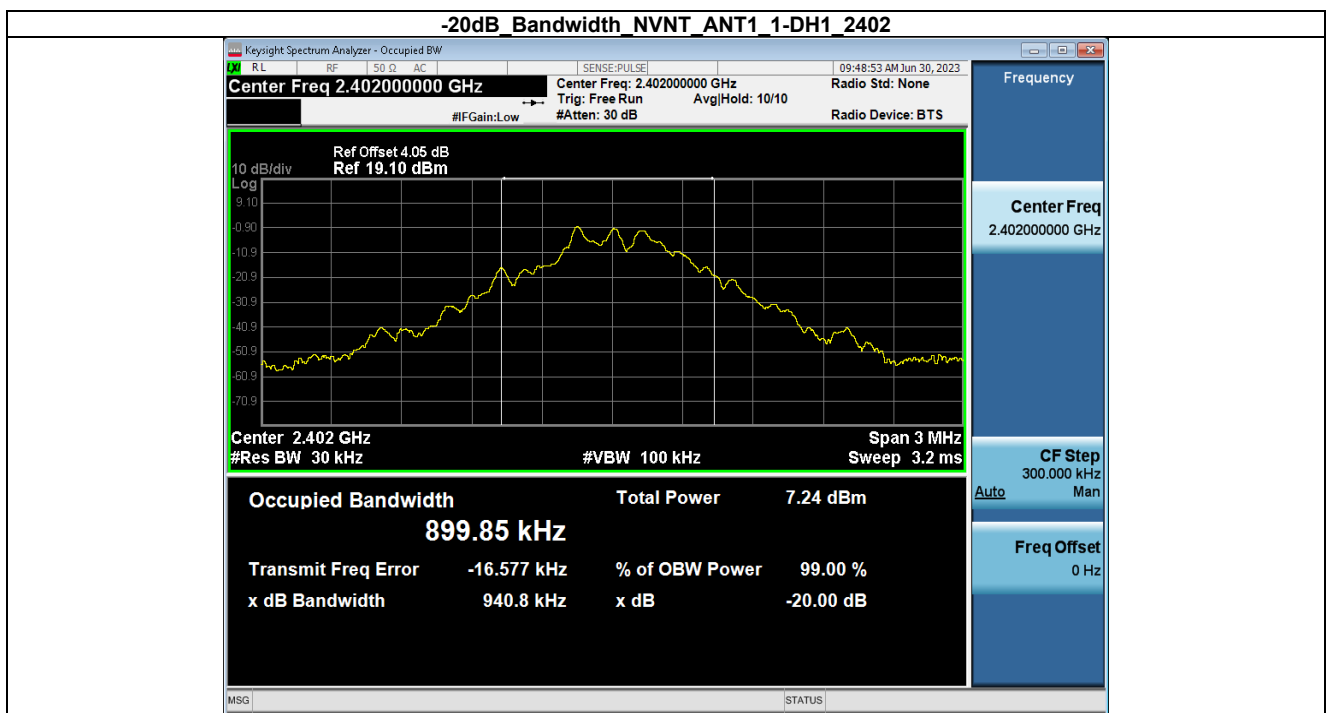 -20dB_Bandwidth_NVNT_ANT1_1-DH1_2402
Keysight Spectrum Analyzer - Occupied BW
LXI RL RF 50 Ω AC SENSE:PULSE 09:48:53 AM Jun 30, 2023
Center Freq 2.402000000 GHz
Center Freq: 2.402000000 GHz Radio Std: None
Trig: Free Run Avg|Hold: 10/10
#IFGain:Low #Atten: 30 dB Radio Device: BTS
Ref Offset 4.05 dB
10 dB/div Ref 19.10 dBm
Log
9.10
-0.90
-10.9
-20.9
-30.9
-40.9
-50.9
-60.9
-70.9
Center 2.402 GHz Span 3 MHz
#Res BW 30 kHz #VBW 100 kHz Sweep 3.2 ms
Occupied Bandwidth Total Power 7.24 dBm
899.85 kHz
Transmit Freq Error -16.577 kHz % of OBW Power 99.00 %
x dB Bandwidth 940.8 kHz x dB -20.00 dB
MSG STATUS
Frequency
Center Freq
2.402000000 GHz
CF Step
300.000 kHz
Auto Man
Freq Offset
0 Hz